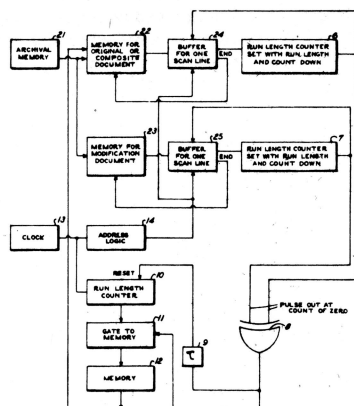 21
ARCHIVAL
MEMORY
22
MEMORY FOR
ORIGINAL OR
COMPOSITE
DOCUMENT
24
BUFFER
FOR ONE
SCAN LINE
END
6
RUN LENGTH COUNTER
SET WITH RUN LENGTH
AND COUNT DOWN
23
MEMORY FOR
MODIFICATION
DOCUMENT
25
BUFFER
FOR ONE
SCAN LINE
END
7
RUN LENGTH COUNTER
SET WITH RUN LENGTH
AND COUNT DOWN
13
CLOCK
14
ADDRESS
LOGIC
RESET
10
RUN LENGTH
COUNTER
11
GATE TO
MEMORY
12
MEMORY
9
τ
PULSE OUT AT
COUNT OF ZERO
8